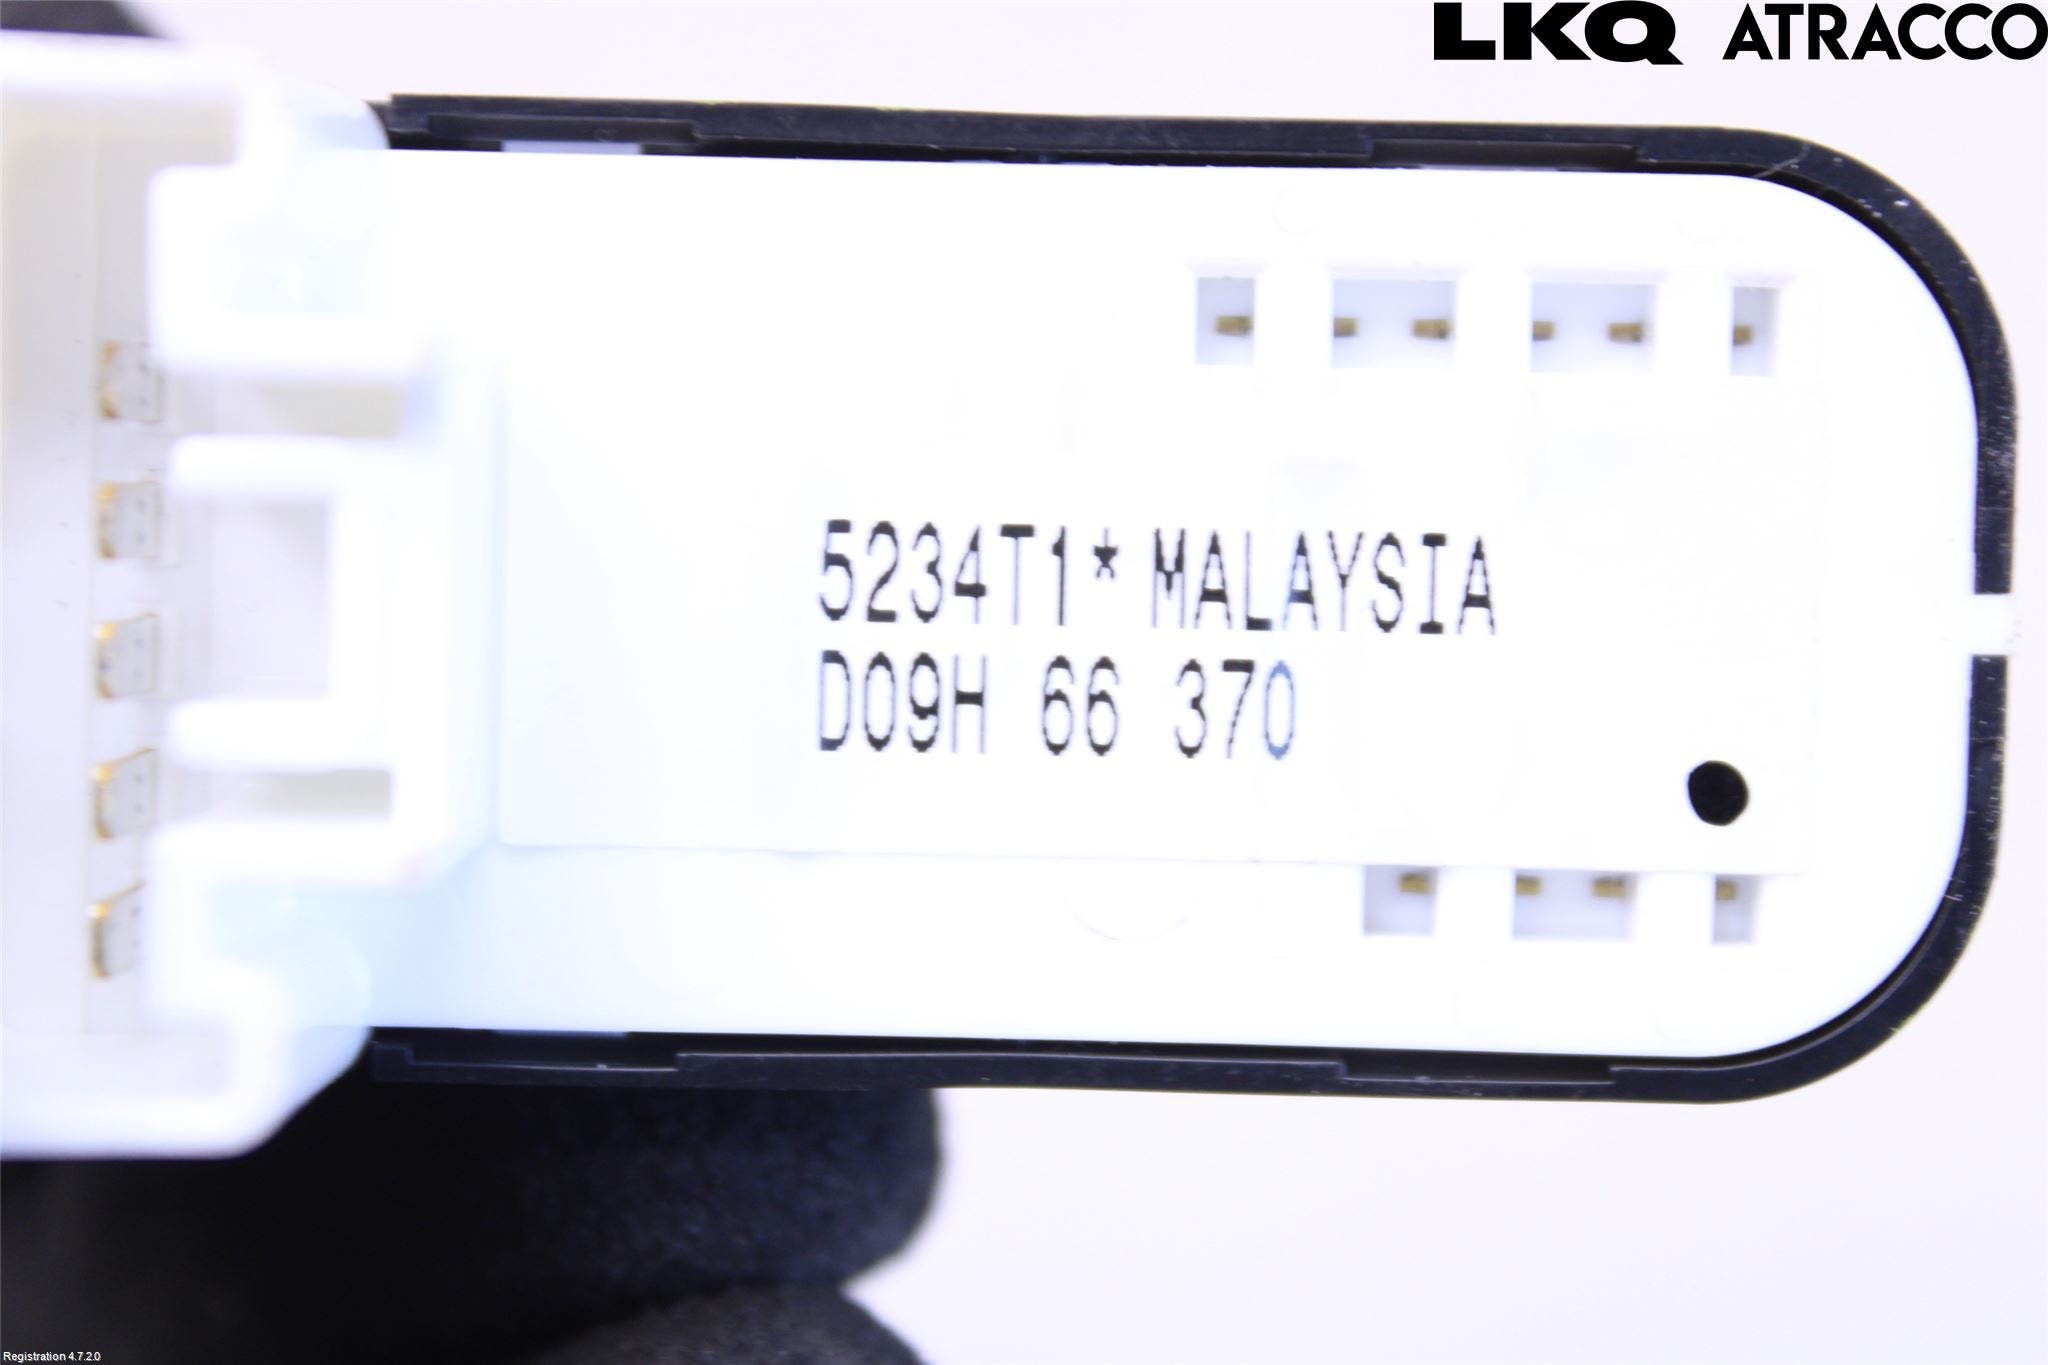 LKQ ATRACCO
5234T1* MALAYSIA
D09H 66 370
Registration 4.7.2.0